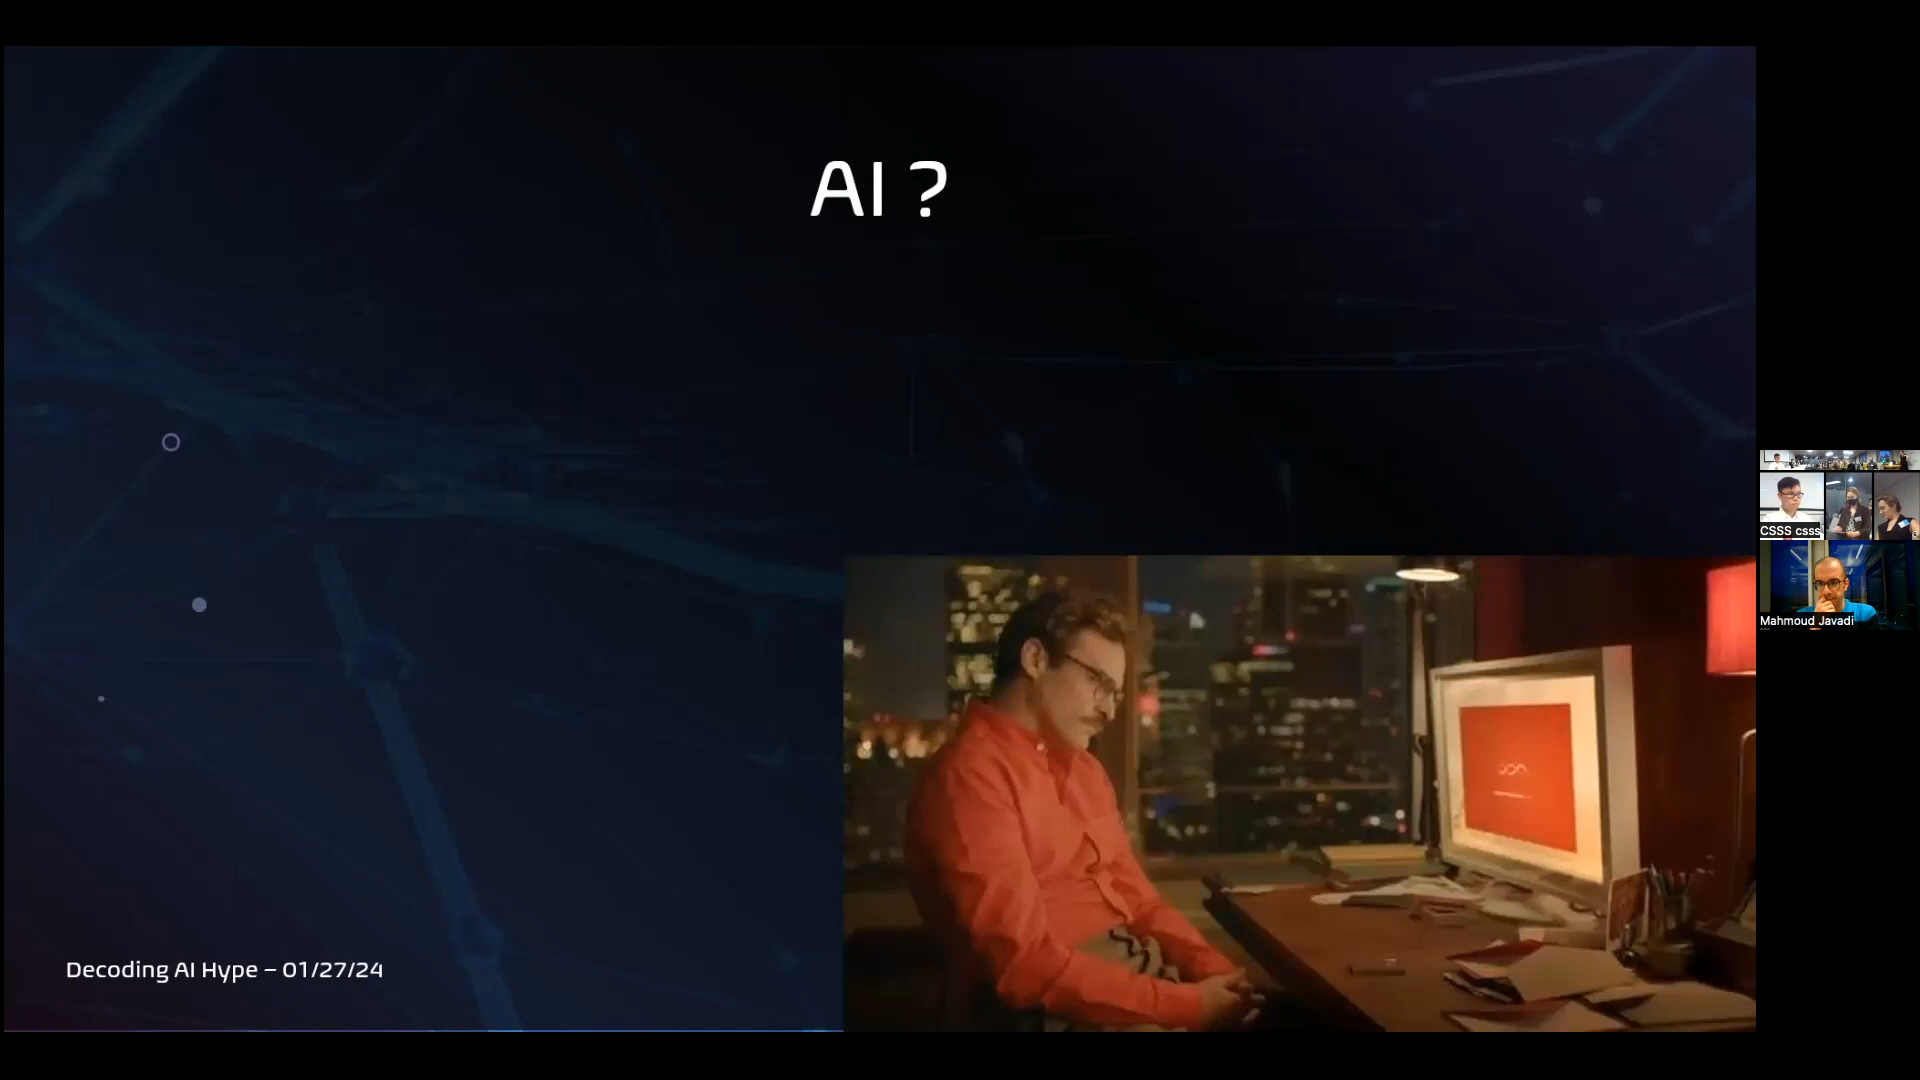 AI ?
Decoding AI Hype – 01/27/24
CSSS csss
Mahmoud Javadi